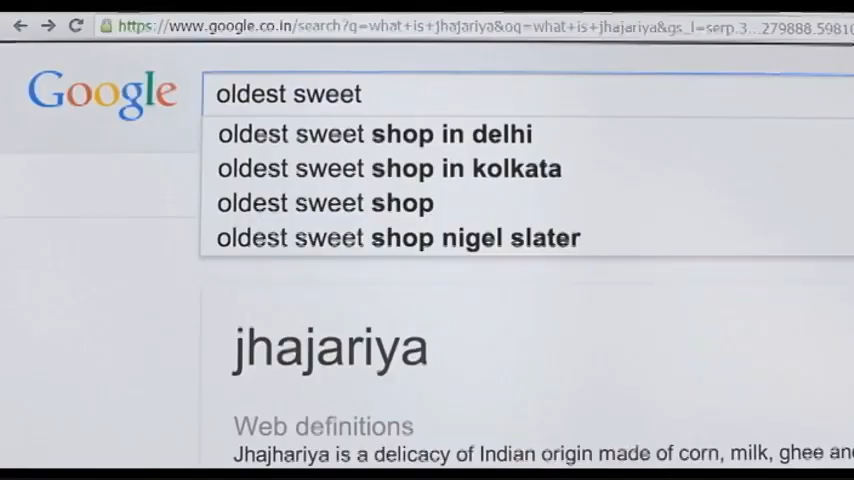 https://www.google.co.in/search?q=what+is+jhajariya&oq=what+is+jhajariya&gs_l=serp.3...279888.59810
Google
oldest sweet
oldest sweet shop in delhi
oldest sweet shop in kolkata
oldest sweet shop
oldest sweet shop nigel slater
jhajariya
Web definitions
Jhajhariya is a delicacy of Indian origin made of corn, milk, ghee and